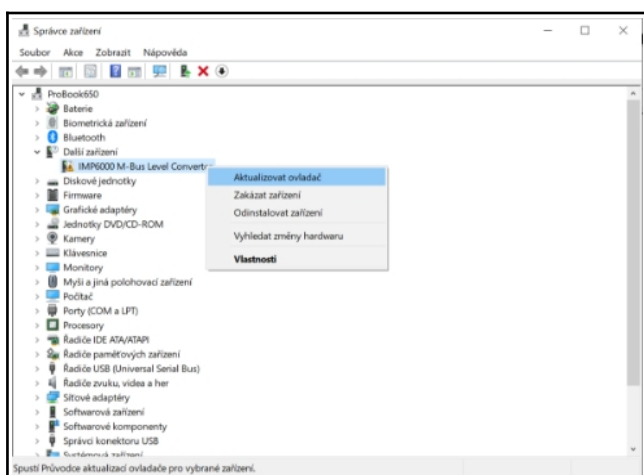 Správce zařízení
Soubor Akce Zobrazit Nápověda
ProBook650
Baterie
Biometrická zařízení
Bluetooth
Další zařízení
IMP6000 M-Bus Level Converter
Aktualizovat ovladač
Diskové jednotky
Zakázat zařízení
Firmware
Odinstalovat zařízení
Grafické adaptéry
Jednotky DVD/CD-ROM
Vyhledat změny hardwaru
Kamery
Klávesnice
Vlastnosti
Monitory
Myši a jiná polohovací zařízení
Počítač
Porty (COM a LPT)
Procesory
Řadiče IDE ATA/ATAPI
Řadiče paměťových zařízení
Řadiče USB (Universal Serial Bus)
Řadiče zvuku, videa a her
Síťové adaptéry
Softwarová zařízení
Softwarové komponenty
Správci konektoru USB
Systémová zařízení
Spustí Průvodce aktualizací ovladače pro vybrané zařízení.